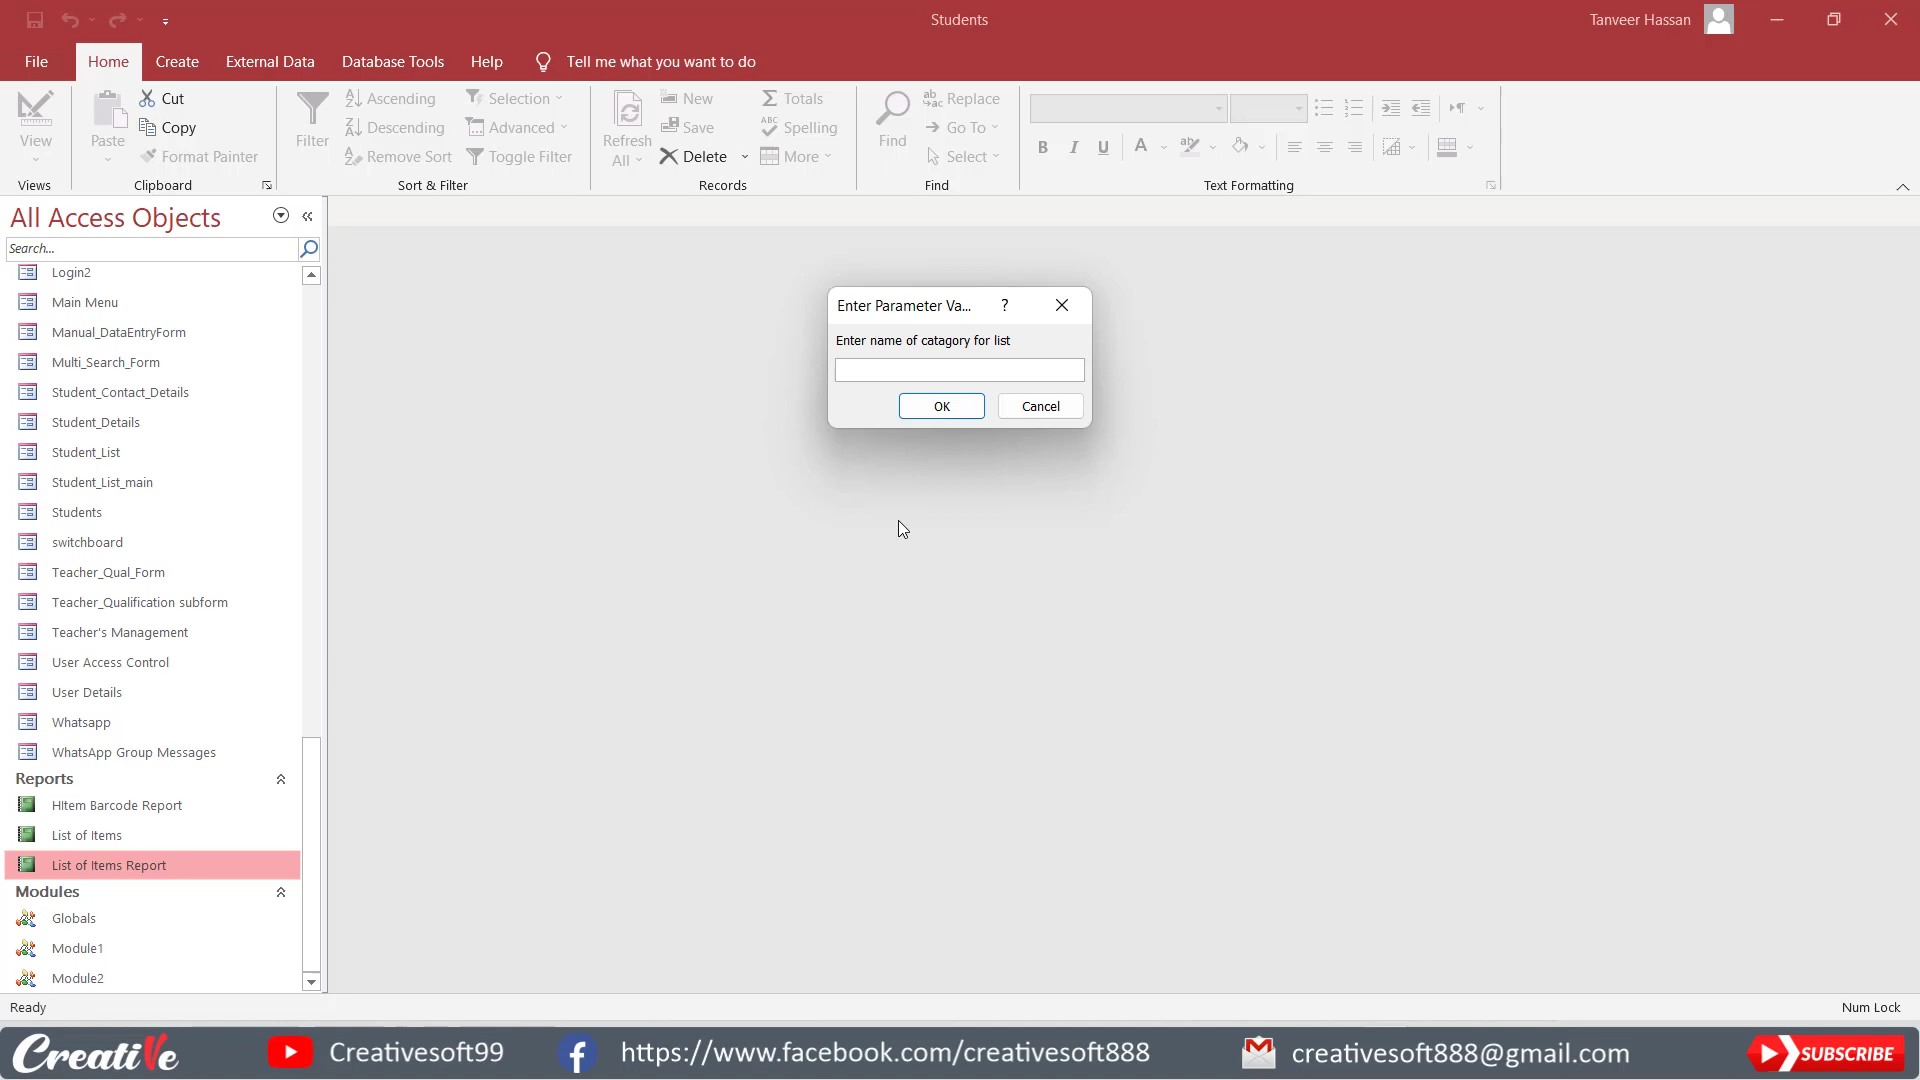 Students
Tanveer Hassan
File
Home
Create
External Data
Database Tools
Help
Tell me what you want to do
View
Paste
Cut
Copy
Format Painter
Filter
Ascending
Descending
Remove Sort
Selection
Advanced
Toggle Filter
Refresh
All
New
Save
Delete
Totals
Spelling
More
Find
Replace
Go To
Select
B I U A
Views
Clipboard
Sort & Filter
Records
Find
Text Formatting
All Access Objects
Search...
Login2
Main Menu
Manual_DataEntryForm
Multi_Search_Form
Student_Contact_Details
Student_Details
Student_List
Student_List_main
Students
switchboard
Teacher_Qual_Form
Teacher_Qualification subform
Teacher's Management
User Access Control
User Details
Whatsapp
WhatsApp Group Messages
Reports
HItem Barcode Report
List of Items
List of Items Report
Modules
Globals
Module1
Module2
Enter Parameter Va...
?
Enter name of catagory for list
OK
Cancel
Ready
Num Lock
Creative
Creativesoft99
https://www.facebook.com/creativesoft888
creativesoft888@gmail.com
SUBSCRIBE